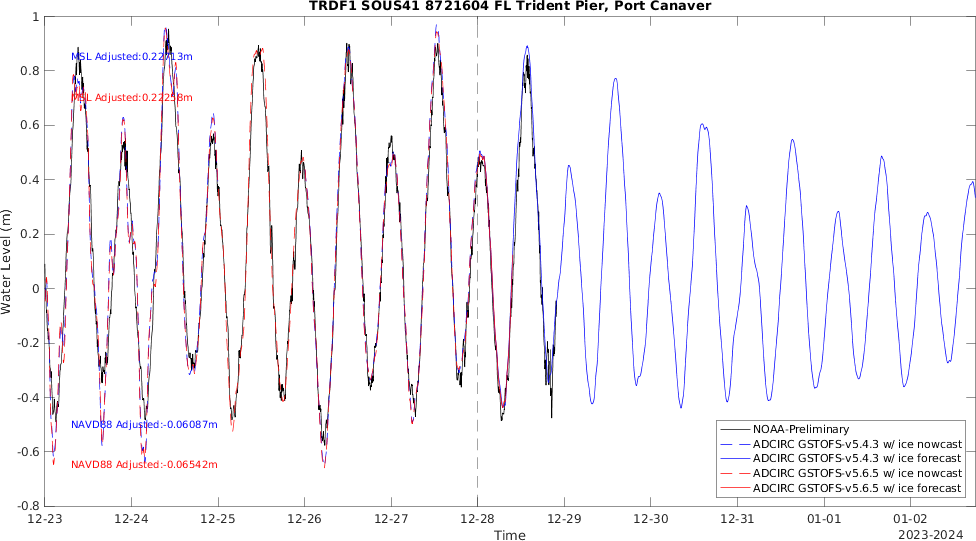 TRDF1 SOUS41 8721604 FL Trident Pier, Port Canaver
Water Level (m)
1
0.8
0.6
0.4
0.2
0
-0.2
-0.4
-0.6
-0.8
MSL Adjusted:0.22713m
MSL Adjusted:0.22258m
NAVD88 Adjusted:-0.06087m
NAVD88 Adjusted:-0.06542m
NOAA-Preliminary
ADCIRC GSTOFS-v5.4.3 w/ ice nowcast
ADCIRC GSTOFS-v5.4.3 w/ ice forecast
ADCIRC GSTOFS-v5.6.5 w/ ice nowcast
ADCIRC GSTOFS-v5.6.5 w/ ice forecast
12-23 12-24 12-25 12-26 12-27 12-28 12-29 12-30 12-31 01-01 01-02
Time
2023-2024